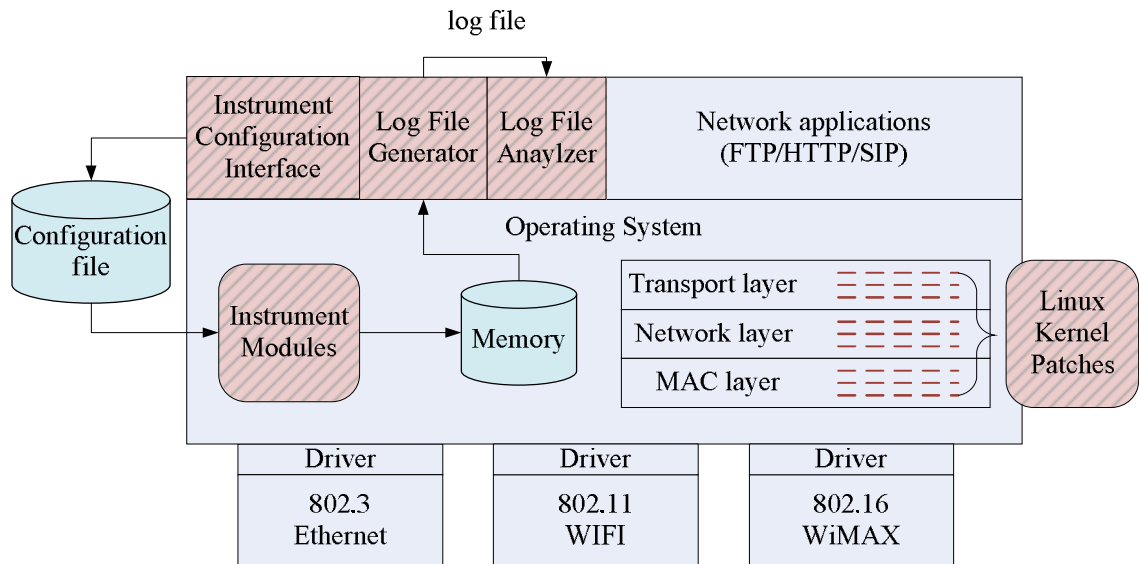 log file
Instrument
Configuration
Interface
Log File
Generator
Log File
Anaylzer
Network applications
(FTP/HTTP/SIP)
Configuration
file
Operating System
Instrument
Modules
Memory
Transport layer
Network layer
MAC layer
Linux
Kernel
Patches
Driver
802.3
Ethernet
Driver
802.11
WIFI
Driver
802.16
WiMAX